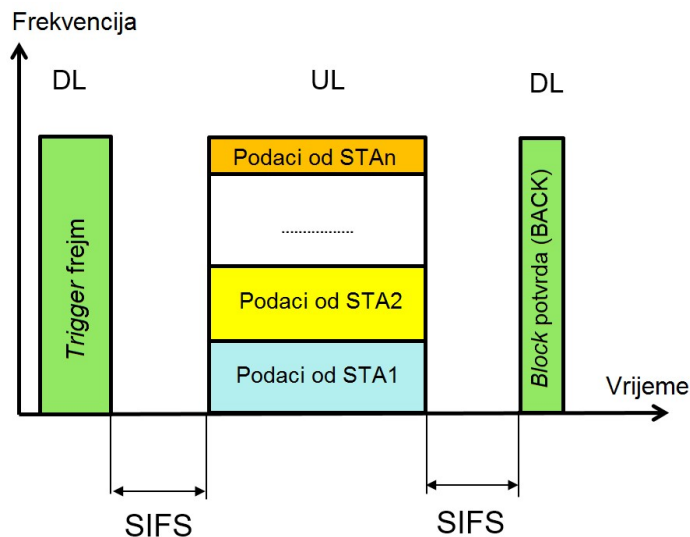 Frekvencija
DL
UL
DL
Trigger frejm
Podaci od STAn
.................
Podaci od STA2
Podaci od STA1
Block potvrda (BACK)
Vrijeme
SIFS
SIFS